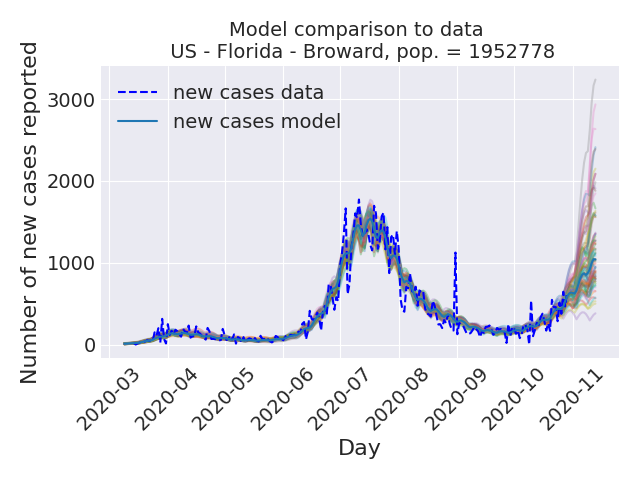 Model comparison to data
US - Florida - Broward, pop. = 1952778
new cases data
new cases model
Number of new cases reported
3000
2000
1000
0
2020-03
2020-04
2020-05
2020-06
2020-07
2020-08
2020-09
2020-10
2020-11
Day